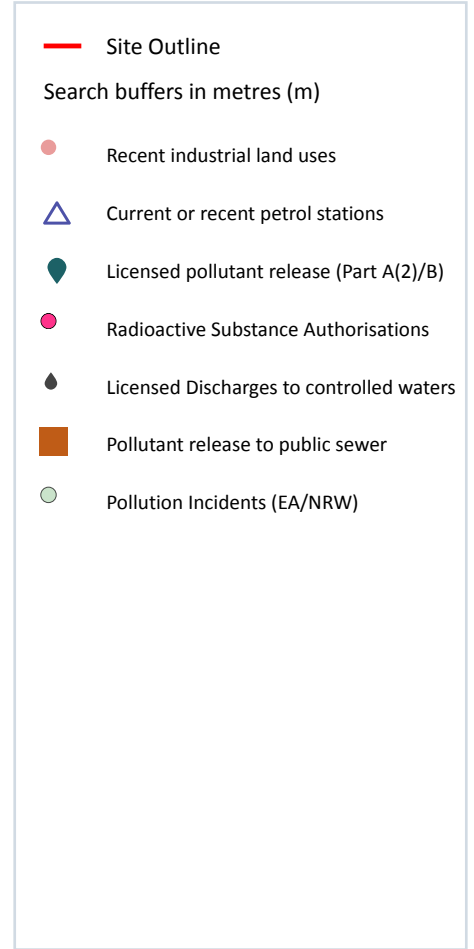 Site Outline
Search buffers in metres (m)
Recent industrial land uses
Current or recent petrol stations
Licensed pollutant release (Part A(2)/B)
Radioactive Substance Authorisations
Licensed Discharges to controlled waters
Pollutant release to public sewer
Pollution Incidents (EA/NRW)